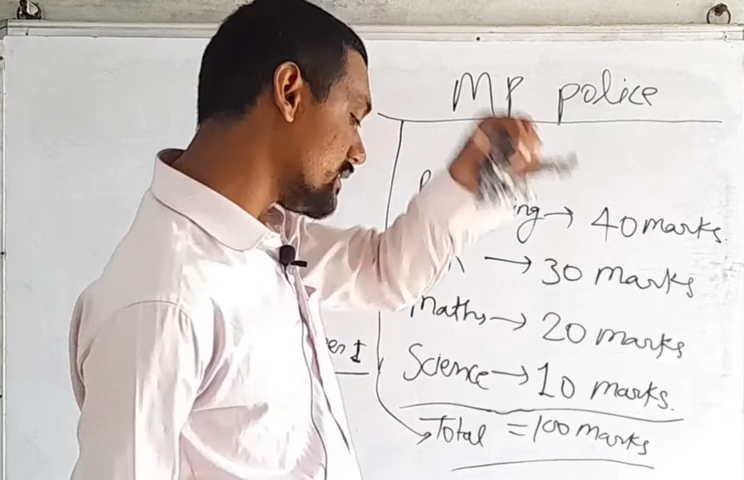 MP police
40 marks.
→ 30 marks
maths → 20 marks
Science → 10 marks.
Total = 100 marks